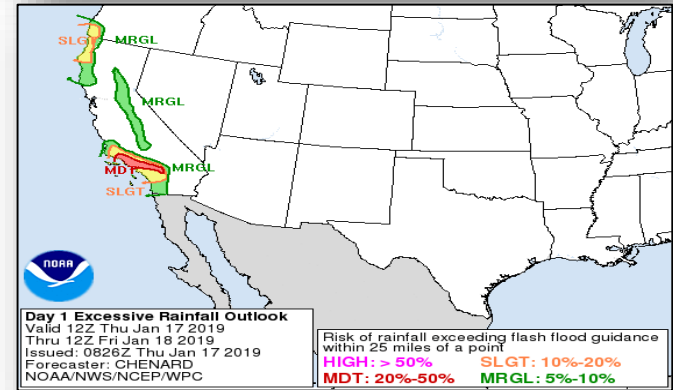 SLGT
MRGL
MRGL
MDT
MRGL
SLGT
NOAA
Day 1 Excessive Rainfall Outlook
Valid 12Z Thu Jan 17 2019
Thru 12Z Fri Jan 18 2019
Issued: 0826Z Thu Jan 17 2019
Forecaster: CHENARD
NOAA/NWS/NCEP/WPC
Risk of rainfall exceeding flash flood guidance
within 25 miles of a point
HIGH: > 50% SLGT: 10%-20%
MDT: 20%-50% MRGL: 5%-10%